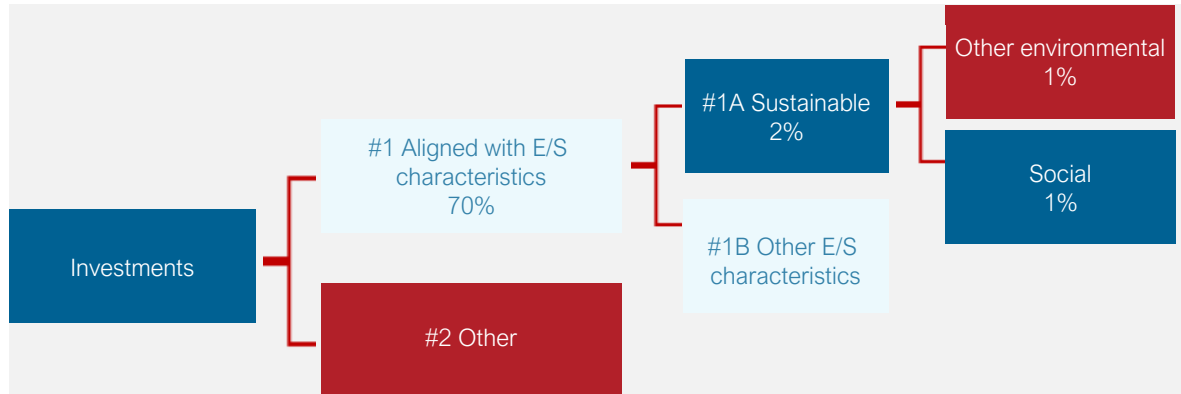 Investments
#1 Aligned with E/S
characteristics
70%
#2 Other
#1A Sustainable
2%
#1B Other E/S
characteristics
Other environmental
1%
Social
1%